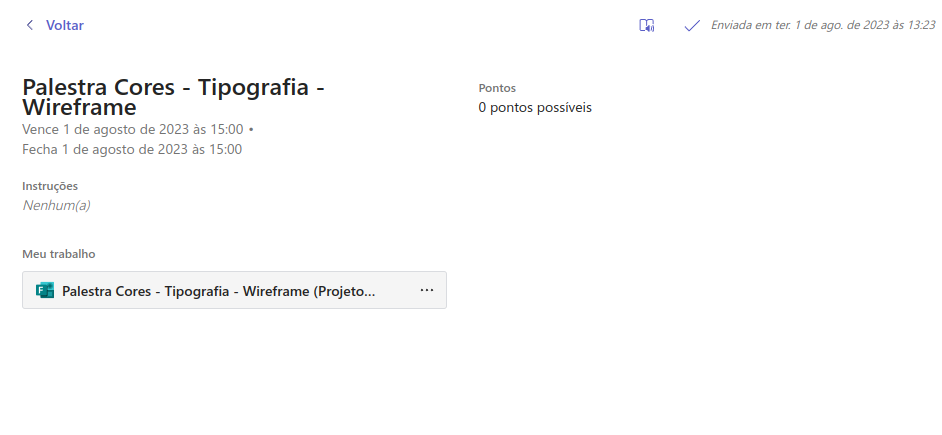 Voltar
Enviada em ter. 1 de ago. de 2023 às 13:23
Palestra Cores - Tipografia -
Wireframe
Vence 1 de agosto de 2023 às 15:00 •
Fecha 1 de agosto de 2023 às 15:00
Pontos
0 pontos possíveis
Instruções
Nenhum(a)
Meu trabalho
Palestra Cores - Tipografia - Wireframe (Projeto...